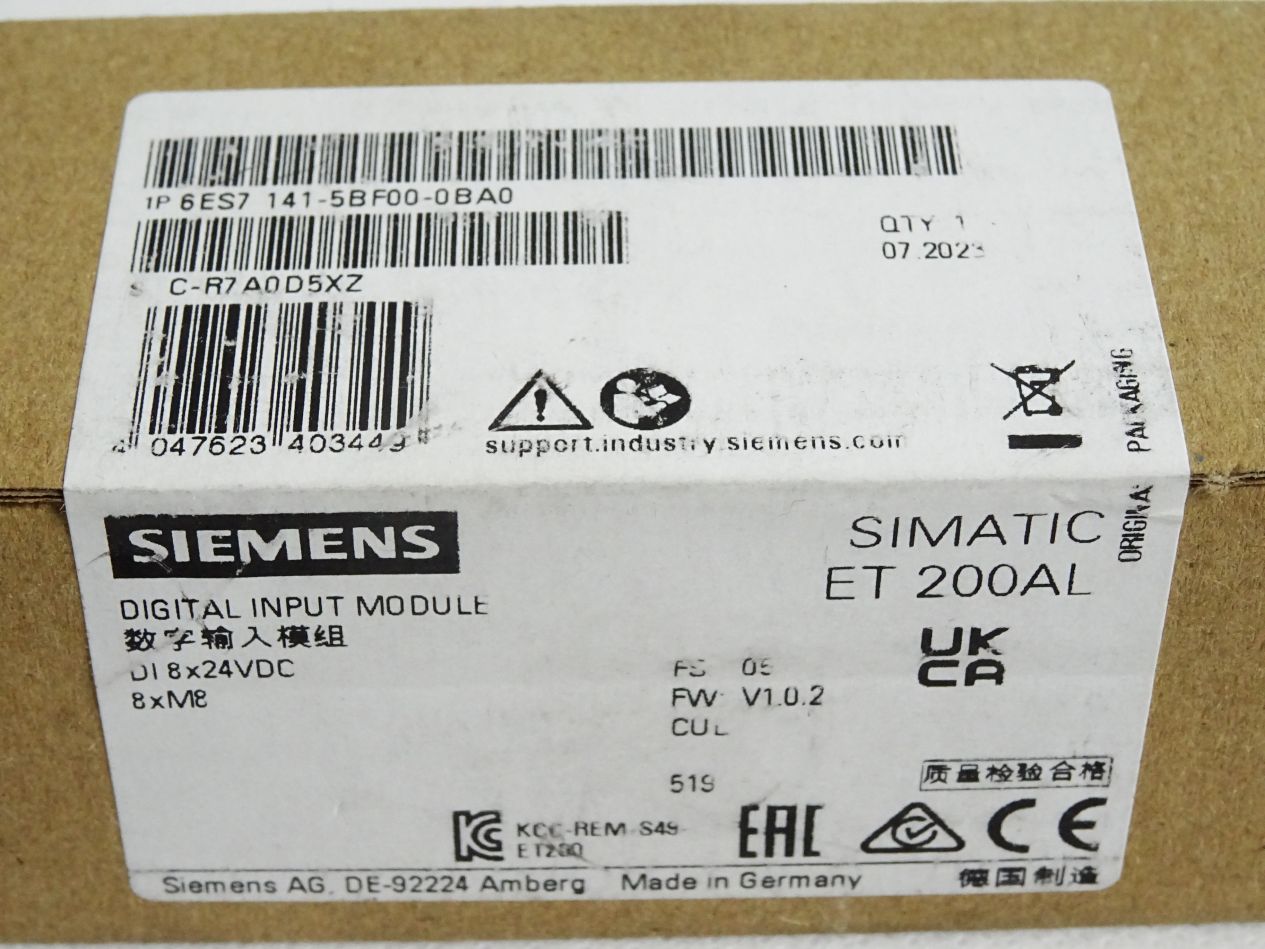 1P 6ES7 141-5BF00-0BA0
QTY 1
07.2023
S C-R7A0D5XZ
4 047623 403449
support.industry.siemens.com
ORIGINAL PACKAGING
SIEMENS
SIMATIC
ET 200AL
DIGITAL INPUT MODULE
数字输入模组
DI 8x24VDC
8xM8
UK
CA
FS 05
FW: V1.0.2
CUL
519
质量检验合格
KCC-REM-S49-
ET200
EAC
CE
Siemens AG, DE-92224 Amberg
Made in Germany
德国制造